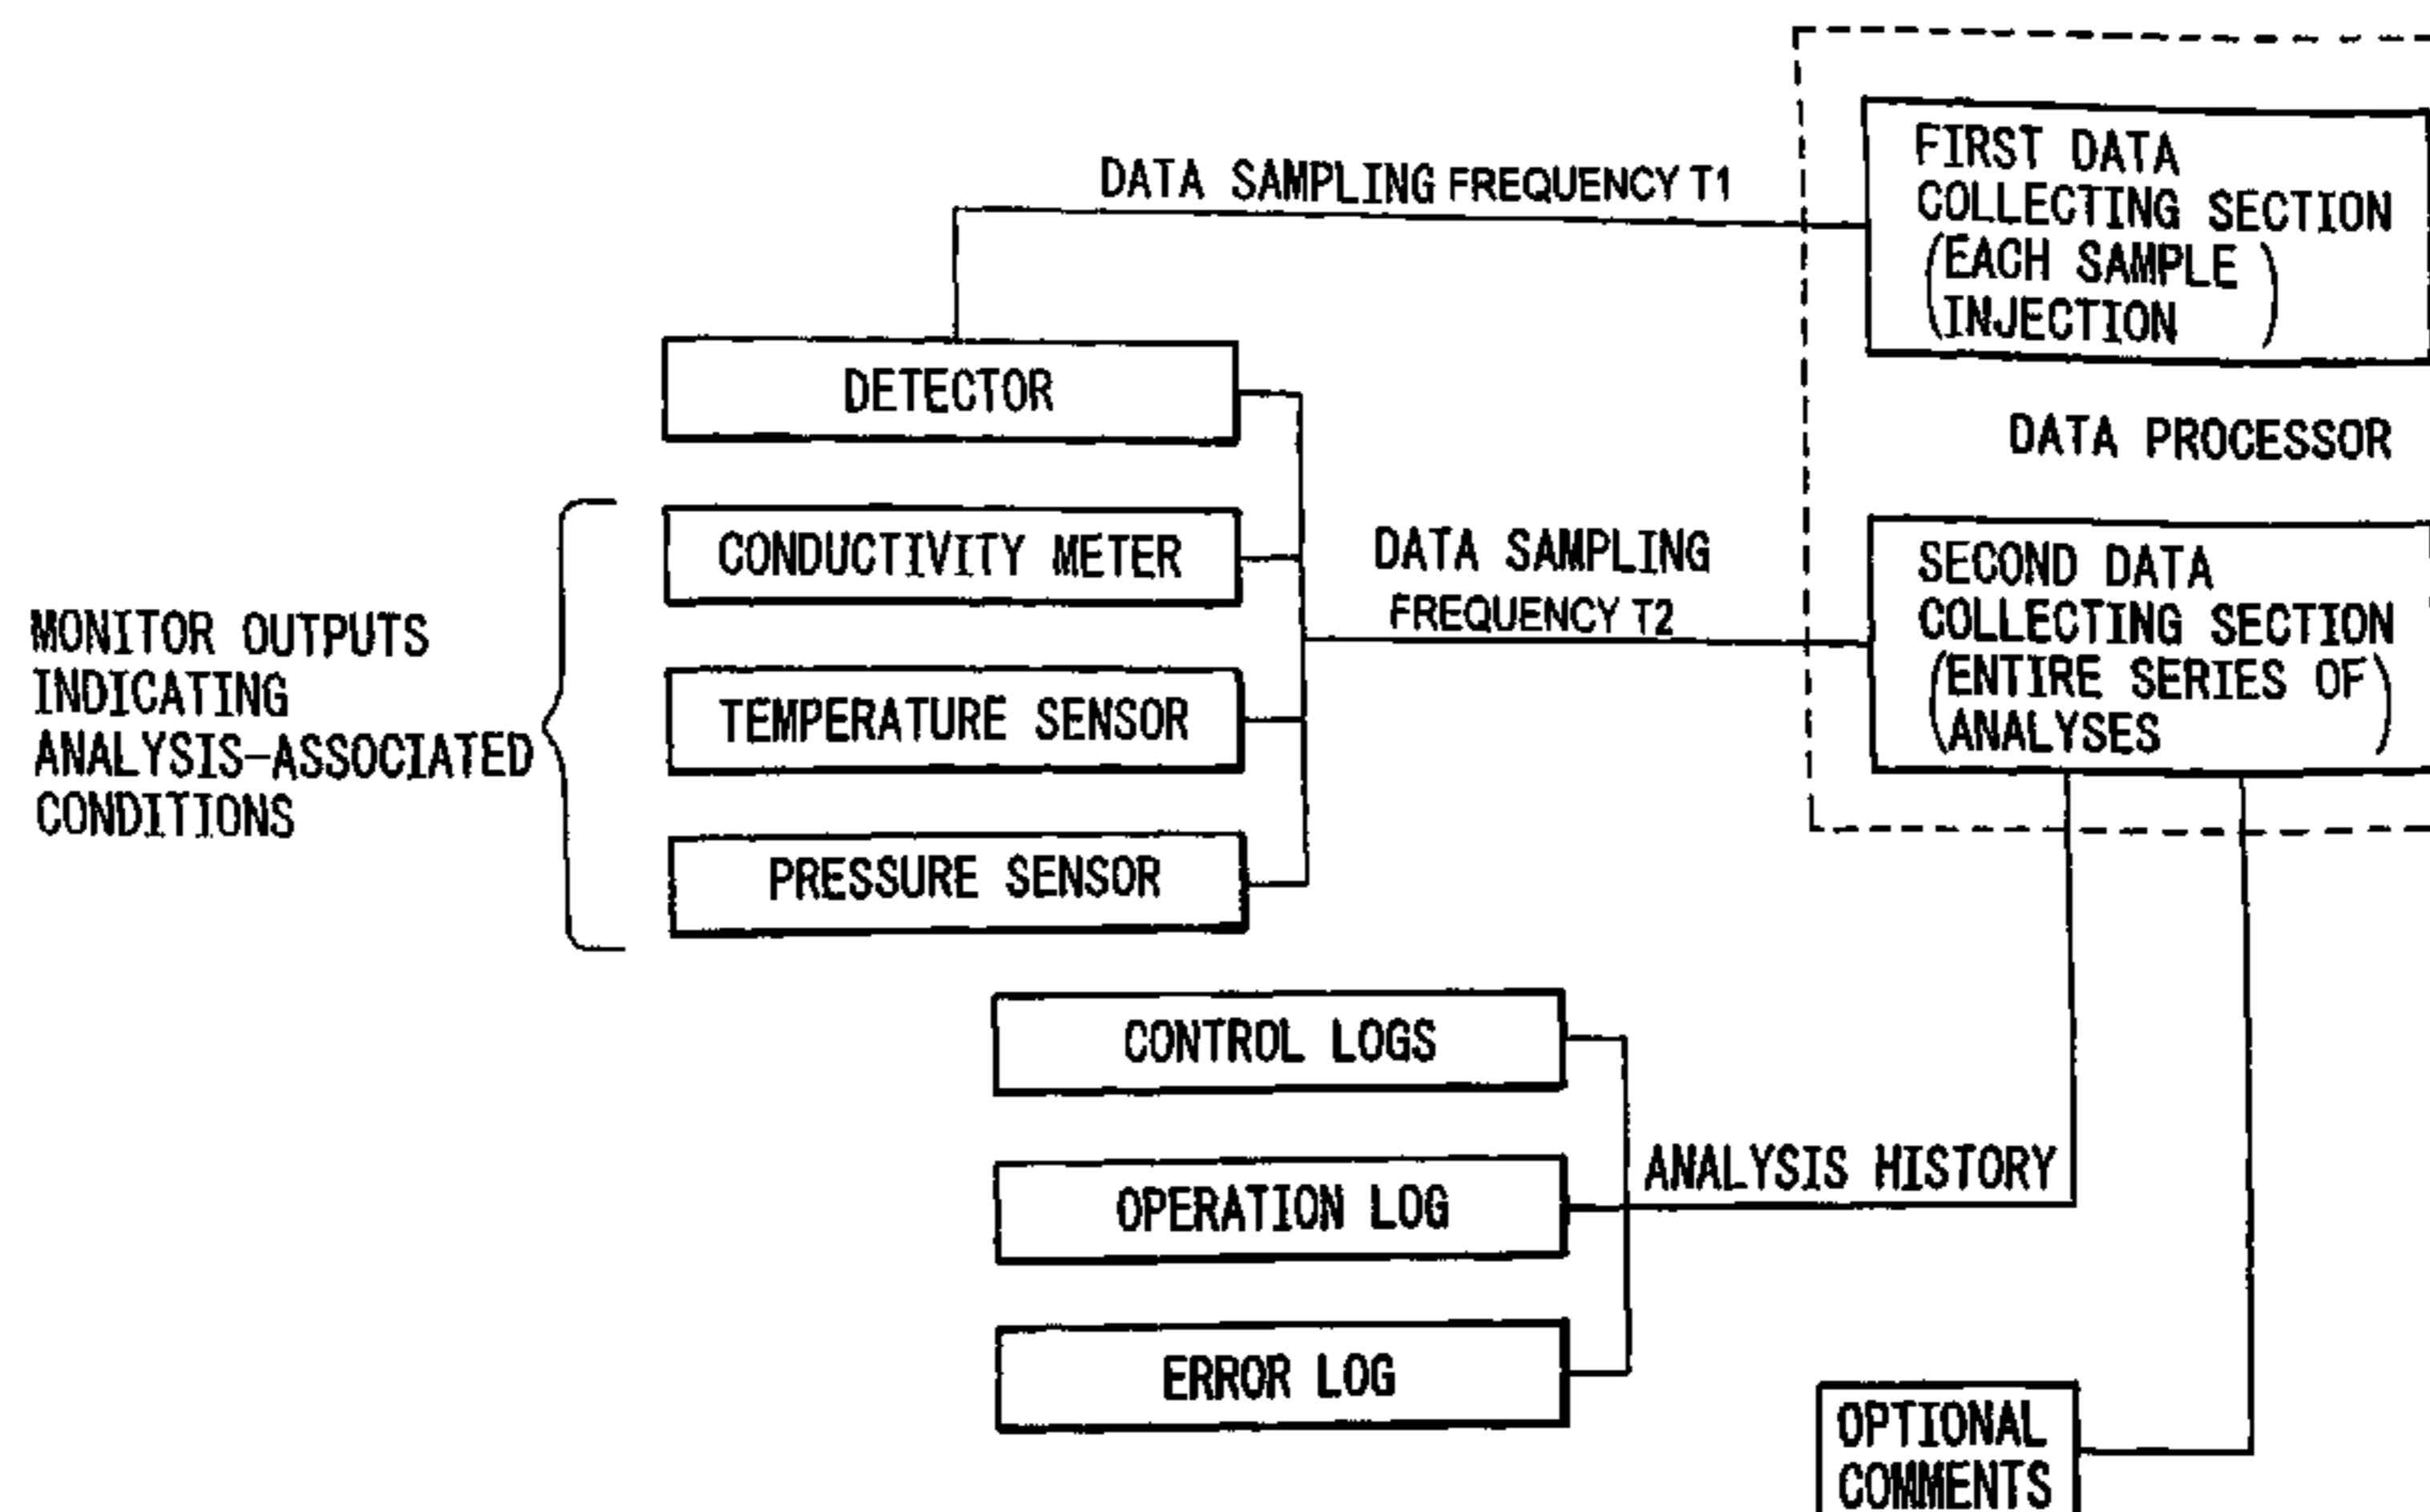 DATA SAMPLING FREQUENCY T1
FIRST DATA
COLLECTING SECTION
(EACH SAMPLE
INJECTION)
DETECTOR
DATA PROCESSOR
CONDUCTIVITY METER
DATA SAMPLING
FREQUENCY T2
SECOND DATA
COLLECTING SECTION
(ENTIRE SERIES OF
ANALYSES)
MONITOR OUTPUTS
INDICATING
ANALYSIS-ASSOCIATED
CONDITIONS
TEMPERATURE SENSOR
PRESSURE SENSOR
CONTROL LOGS
OPERATION LOG
ANALYSIS HISTORY
ERROR LOG
OPTIONAL
COMMENTS